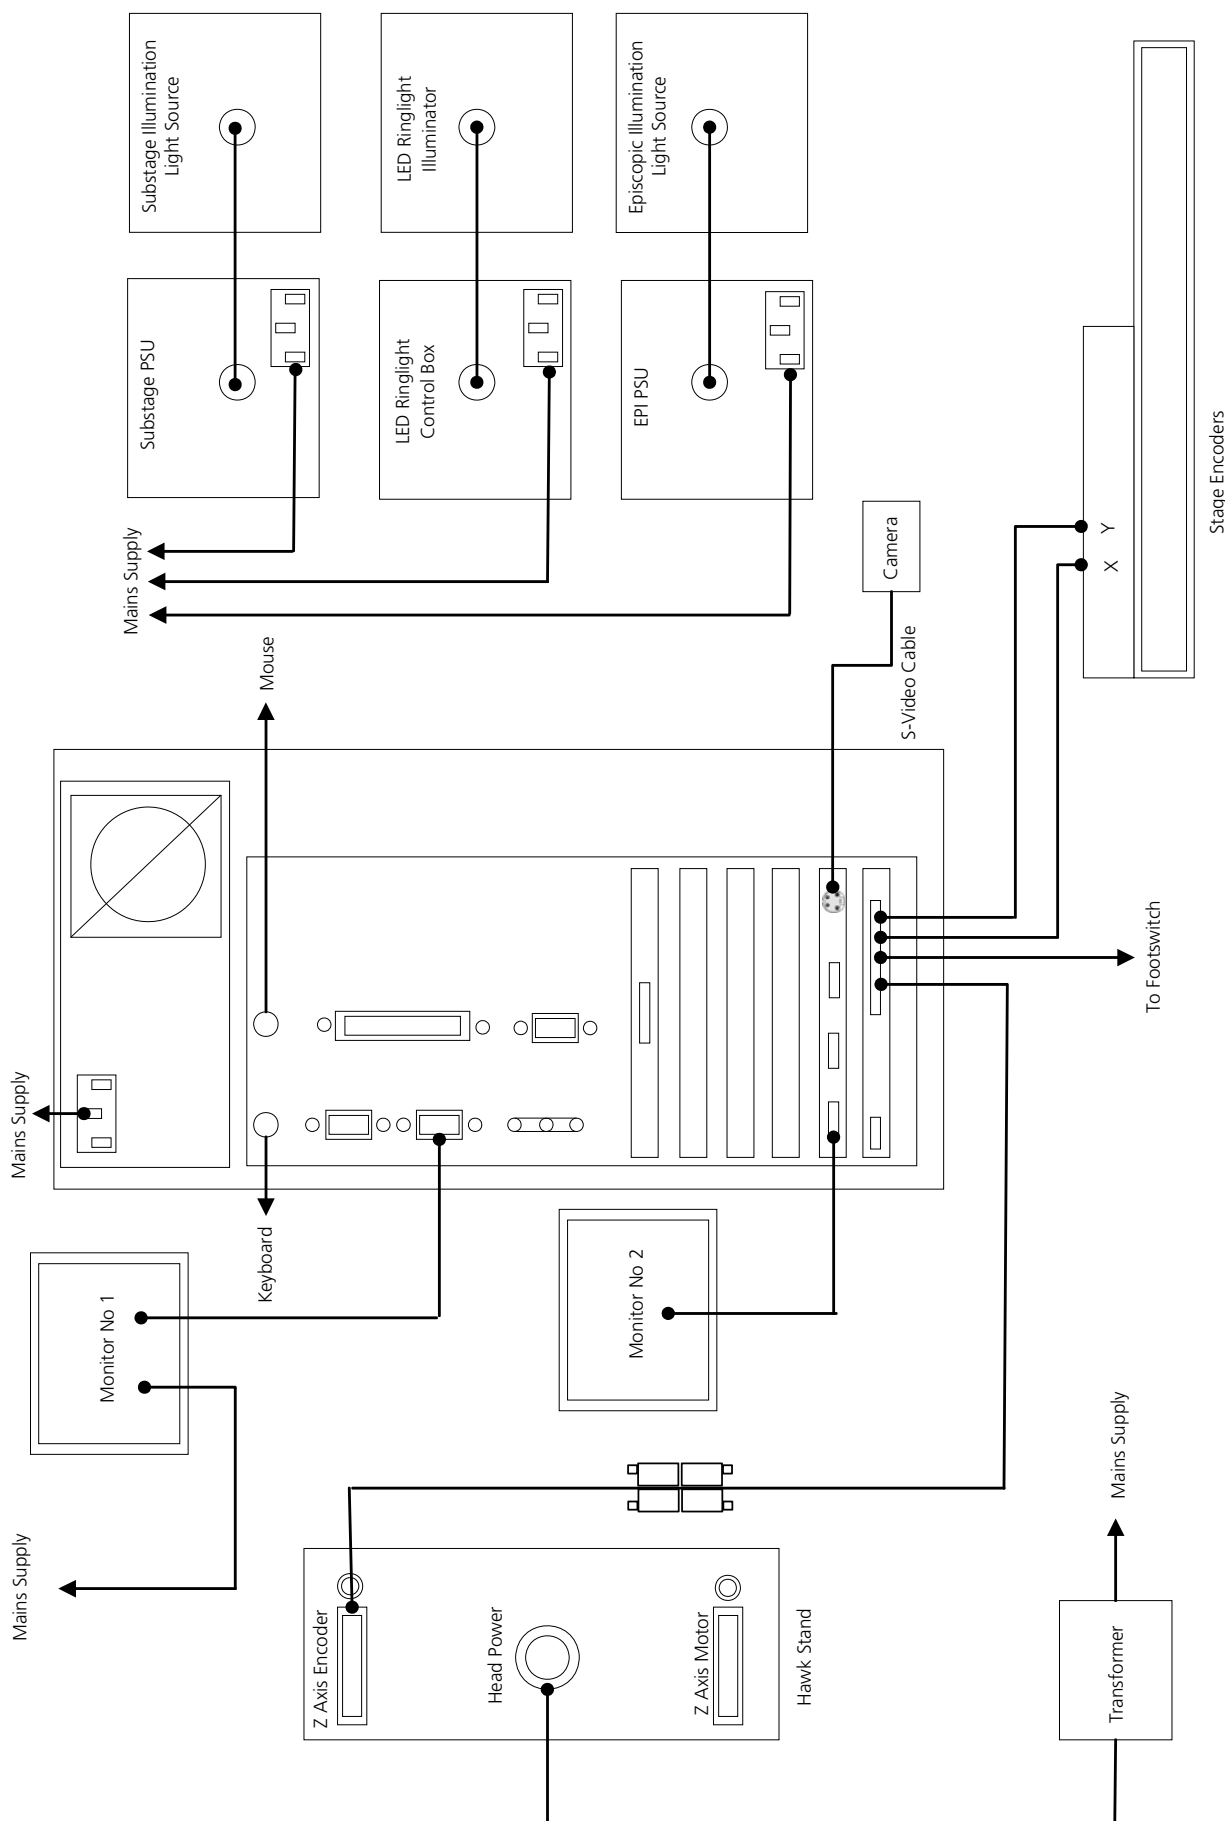 Substage Illumination
Light Source
LED Ringlight
Illuminator
Episcopic Illumination
Light Source
Substage PSU
LED Ringlight
Control Box
EPI PSU
Mains Supply
Camera
S-Video Cable
Y
X
Stage Encoders
Mouse
To Footswitch
Mains Supply
Keyboard
Monitor No 1
Monitor No 2
Mains Supply
Mains Supply
Z Axis Encoder
Head Power
Z Axis Motor
Hawk Stand
Transformer